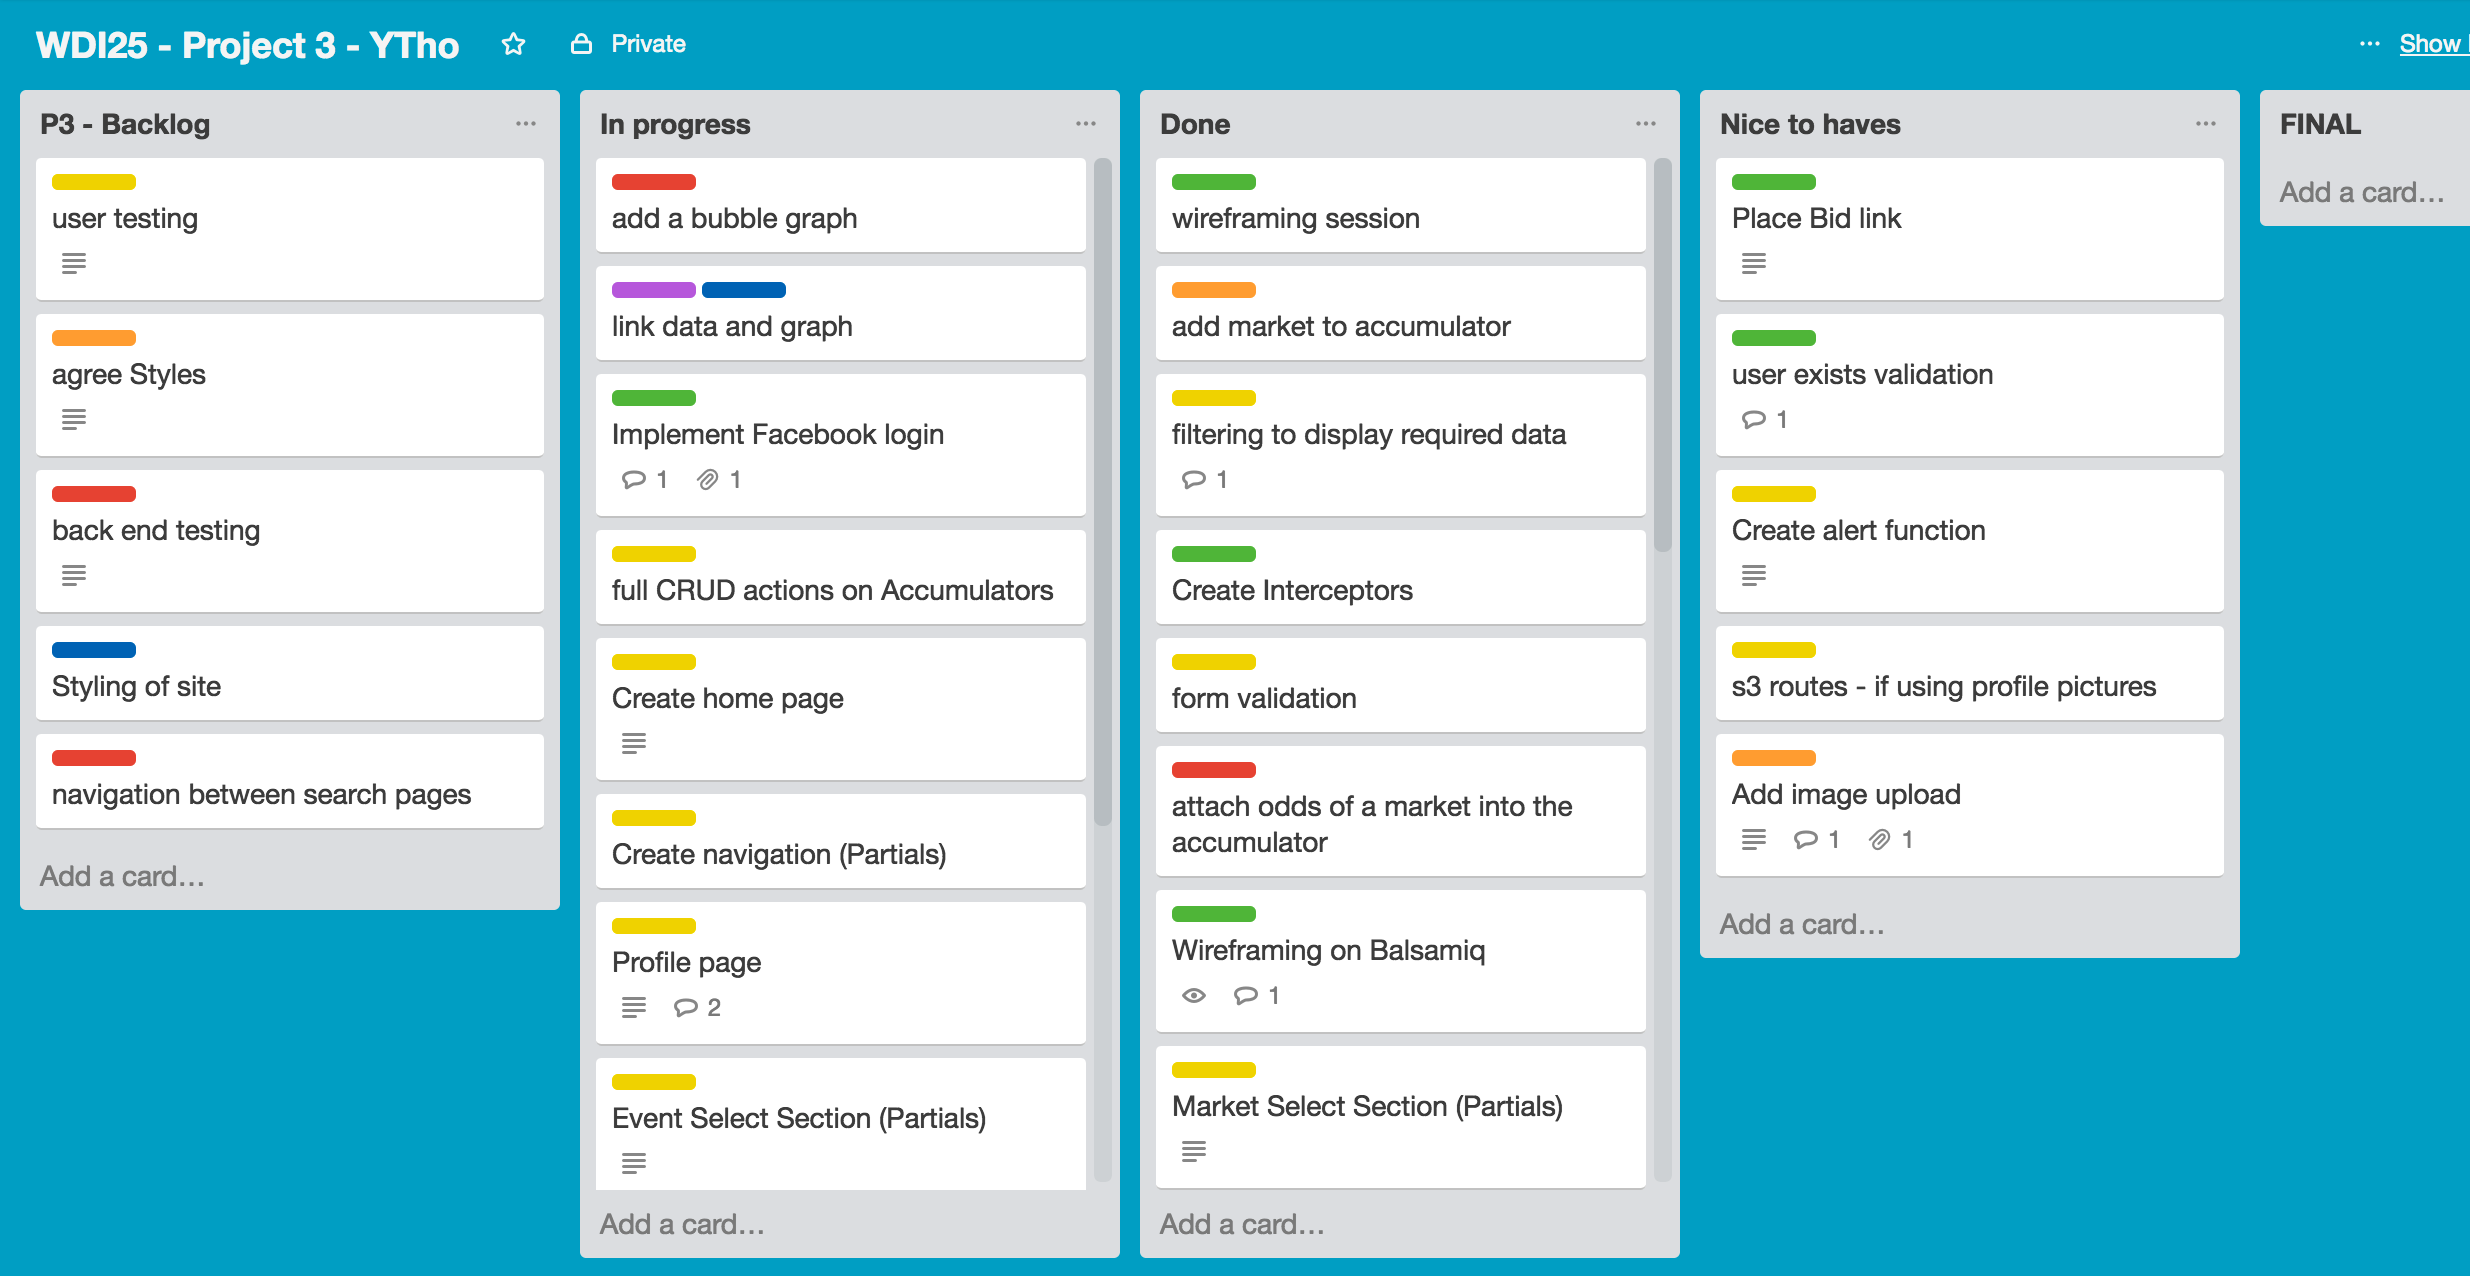 WDI25 - Project 3 - YTho
Private
Show
P3 - Backlog
user testing
agree Styles
back end testing
Styling of site
navigation between search pages
Add a card…
In progress
add a bubble graph
link data and graph
Implement Facebook login
1 1
full CRUD actions on Accumulators
Create home page
Create navigation (Partials)
Profile page
2
Event Select Section (Partials)
Add a card…
Done
wireframing session
add market to accumulator
filtering to display required data
1
Create Interceptors
form validation
attach odds of a market into the
accumulator
Wireframing on Balsamiq
1
Market Select Section (Partials)
Add a card…
Nice to haves
Place Bid link
user exists validation
1
Create alert function
s3 routes - if using profile pictures
Add image upload
1 1
Add a card…
FINAL
Add a card…